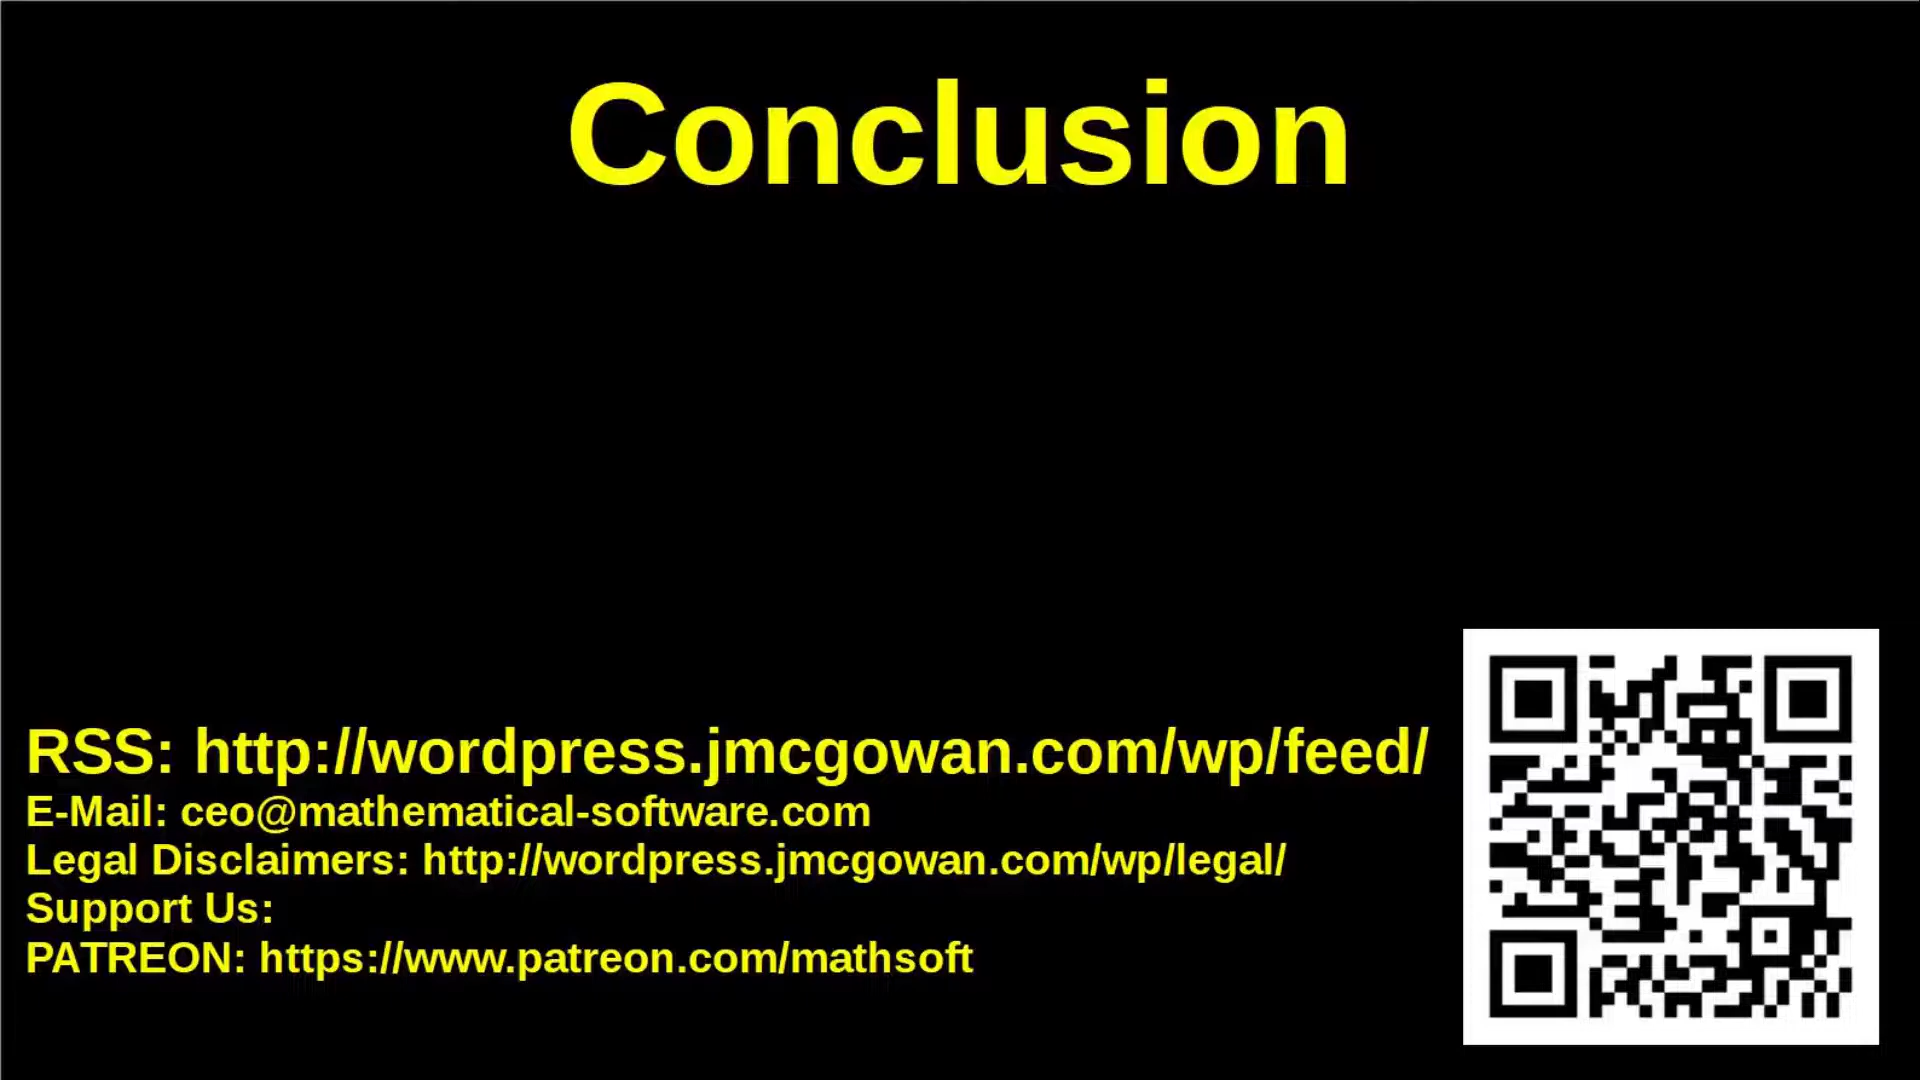 Conclusion
RSS: http://wordpress.jmcgowan.com/wp/feed/
E-Mail: ceo@mathematical-software.com
Legal Disclaimers: http://wordpress.jmcgowan.com/wp/legal/
Support Us:
PATREON: https://www.patreon.com/mathsoft